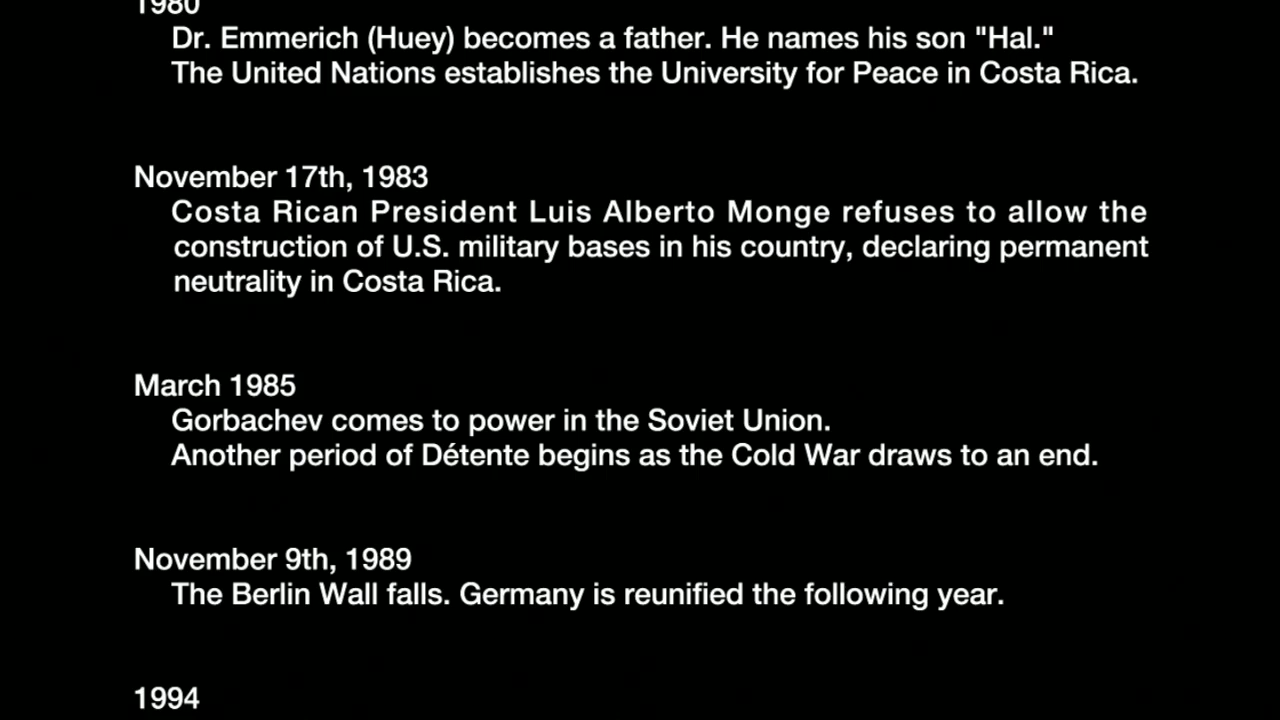 1980
Dr. Emmerich (Huey) becomes a father. He names his son "Hal."
The United Nations establishes the University for Peace in Costa Rica.
November 17th, 1983
Costa Rican President Luis Alberto Monge refuses to allow the
construction of U.S. military bases in his country, declaring permanent
neutrality in Costa Rica.
March 1985
Gorbachev comes to power in the Soviet Union.
Another period of Détente begins as the Cold War draws to an end.
November 9th, 1989
The Berlin Wall falls. Germany is reunified the following year.
1994